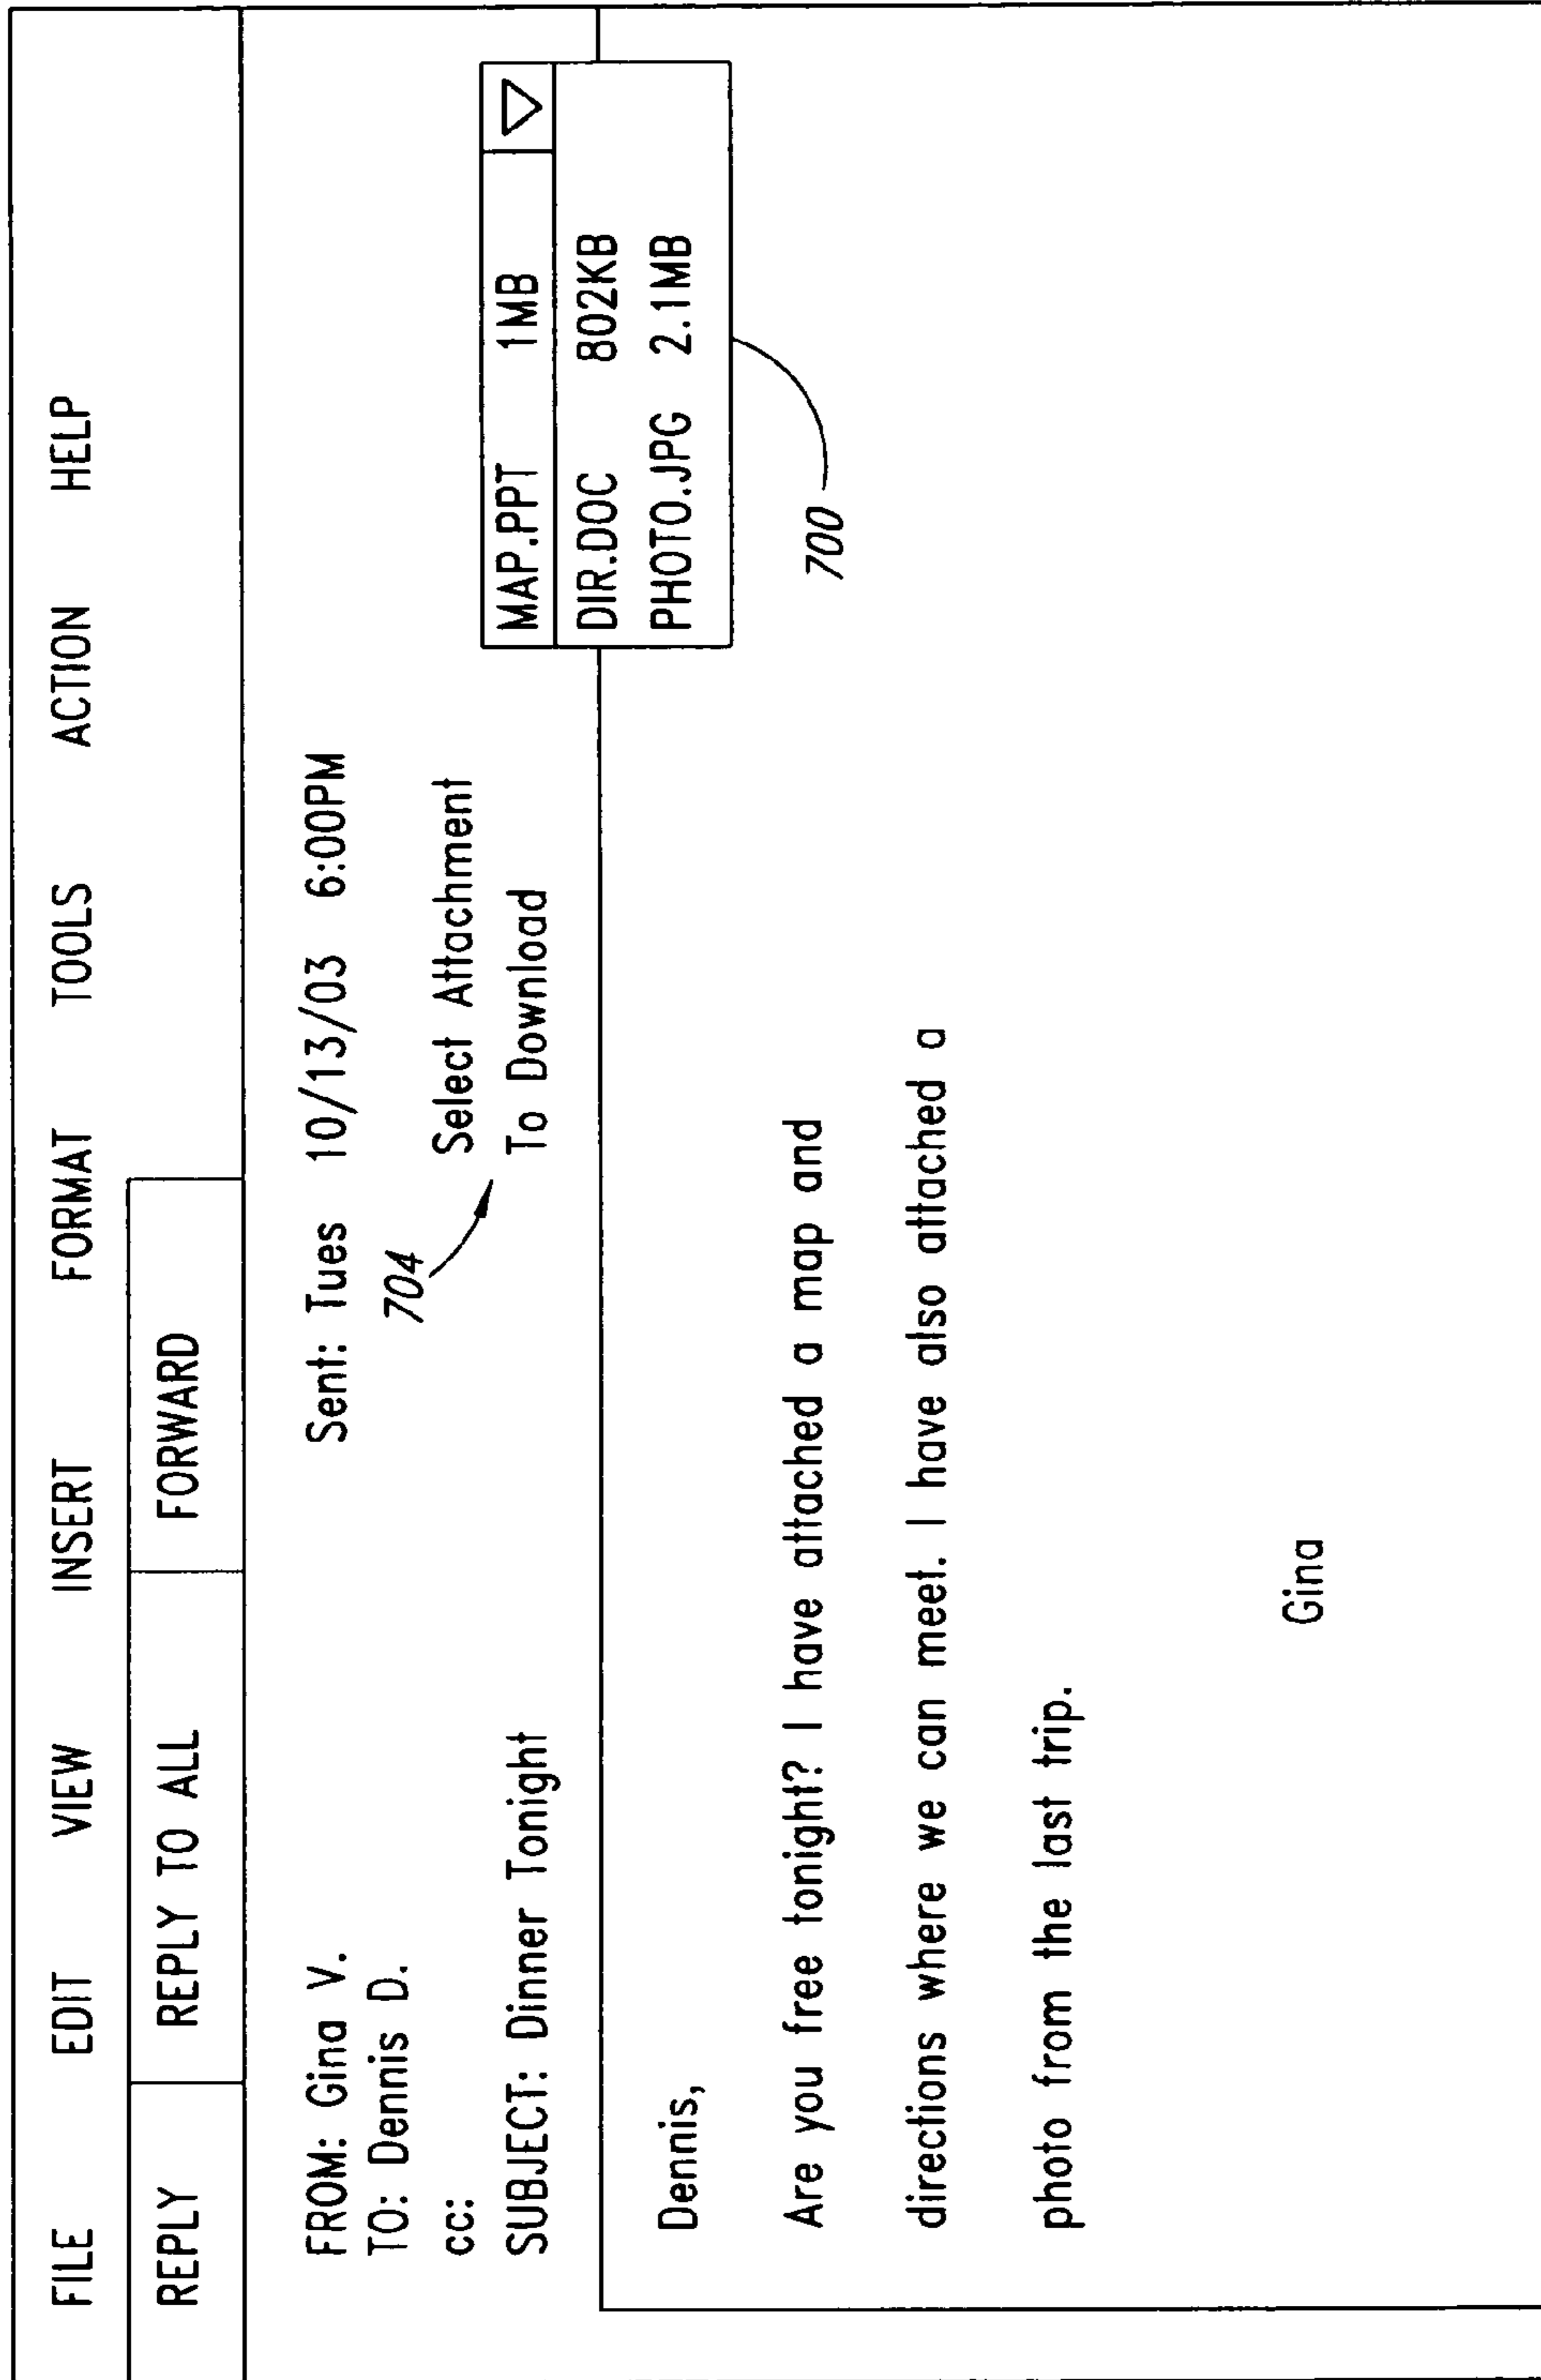 FILE EDIT VIEW INSERT FORMAT TOOLS ACTION HELP
REPLY REPLY TO ALL FORWARD
FROM: Gina V. Sent: Tues 10/13/03 6:00PM
TO: Dennis D.
704
cc: Select Attachment
SUBJECT: Dinner Tonight To Download
MAP.PPT 1MB
DIR.DOC 802KB
PHOTO.JPG 2.1MB
700
Dennis,
Are you free tonight? I have attached a map and
directions where we can meet. I have also attached a
photo from the last trip.
Gina